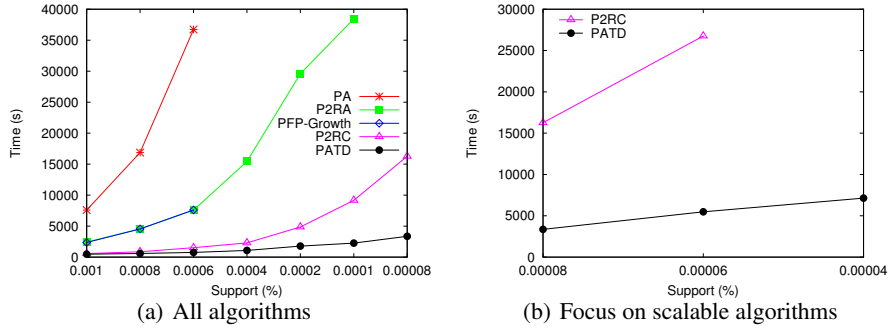 40000
35000
30000
25000
20000
15000
10000
5000
0
Time (s)
0.001 0.0008 0.0006 0.0004 0.0002 0.0001 0.00008
Support (%)
PA
P2RA
PFP-Growth
P2RC
PATD
(a) All algorithms
30000
25000
20000
15000
10000
5000
0
Time (s)
0.00008 0.00006 0.00004
Support (%)
P2RC
PATD
(b) Focus on scalable algorithms